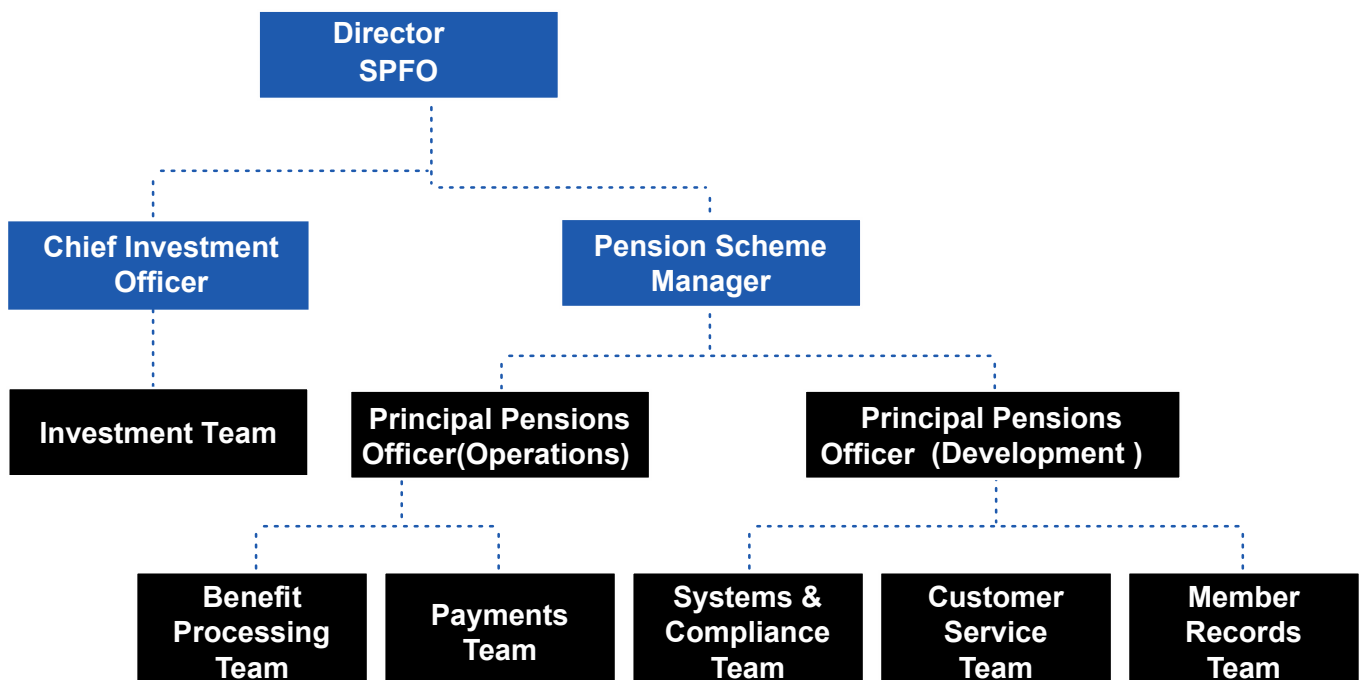 Director
SPFO
Chief Investment
Officer
Pension Scheme
Manager
Investment Team
Principal Pensions
Officer(Operations)
Principal Pensions
Officer (Development )
Benefit
Processing
Team
Payments
Team
Systems &
Compliance
Team
Customer
Service
Team
Member
Records
Team